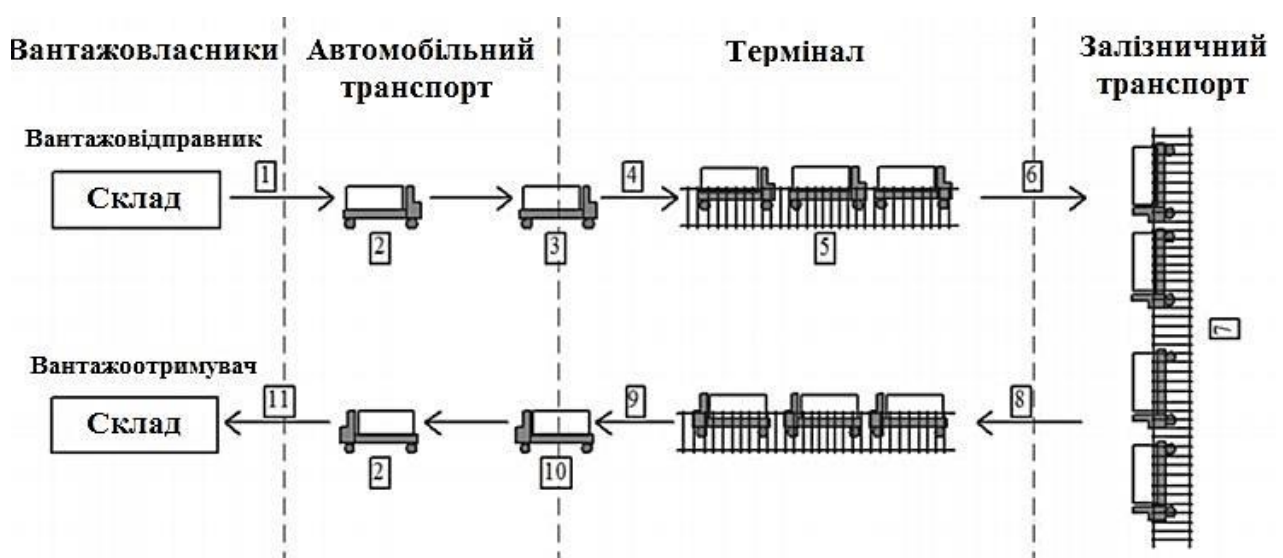 Вантажовласники
Автомобільний
транспорт
Термінал
Залізничний
транспорт
Вантажовідправник
Склад
1
2
3
4
5
6
7
Вантажоотримувач
Склад
11
2
10
9
8